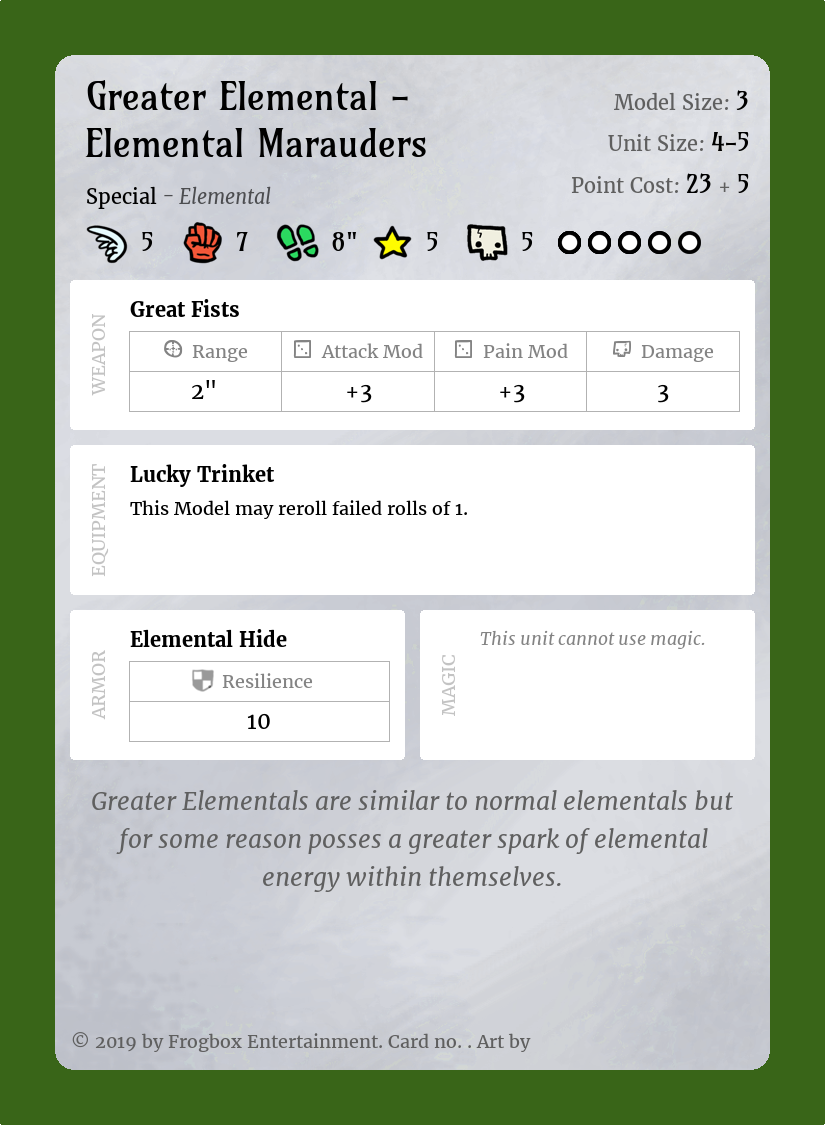 Greater Elemental –
Elemental Marauders
Model Size: 3
Unit Size: 4–5
Point Cost: 23 + 5
Special – Elemental
5 7 8" 5 5
WEAPON
Great Fists
Range Attack Mod Pain Mod Damage
2" +3 +3 3
EQUIPMENT
Lucky Trinket
This Model may reroll failed rolls of 1.
ARMOR
Elemental Hide
Resilience
10
MAGIC
This unit cannot use magic.
Greater Elementals are similar to normal elementals but
for some reason posses a greater spark of elemental
energy within themselves.
© 2019 by Frogbox Entertainment. Card no. . Art by